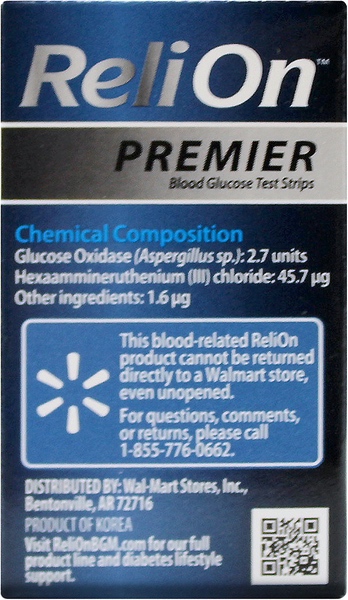 ReliOn™
PREMIER
Blood Glucose Test Strips
Chemical Composition
Glucose Oxidase (Aspergillus sp.): 2.7 units
Hexaammineruthenium (III) chloride: 45.7 µg
Other ingredients: 1.6 µg
This blood-related ReliOn
product cannot be returned
directly to a Walmart store,
even unopened.
For questions, comments,
or returns, please call
1-855-776-0662.
DISTRIBUTED BY: Wal-Mart Stores, Inc.,
Bentonville, AR 72716
PRODUCT OF KOREA
Visit ReliOnBGM.com for our full
product line and diabetes lifestyle
support.